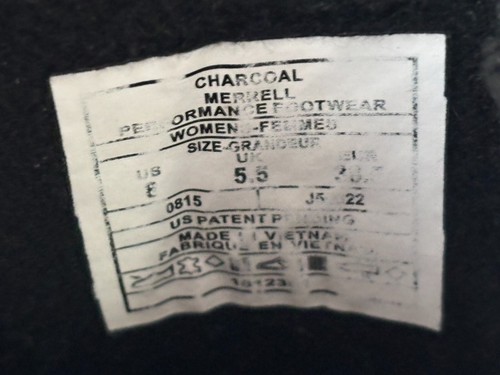 CHARCOAL
MERRELL
PERFORMANCE FOOTWEAR
WOMENS-FEMMES
SIZE-GRANDEUR
US UK EUR
5.5
0815
US PATENT PENDING
MADE IN VIETNAM
FABRIQUE EN VIETNAM